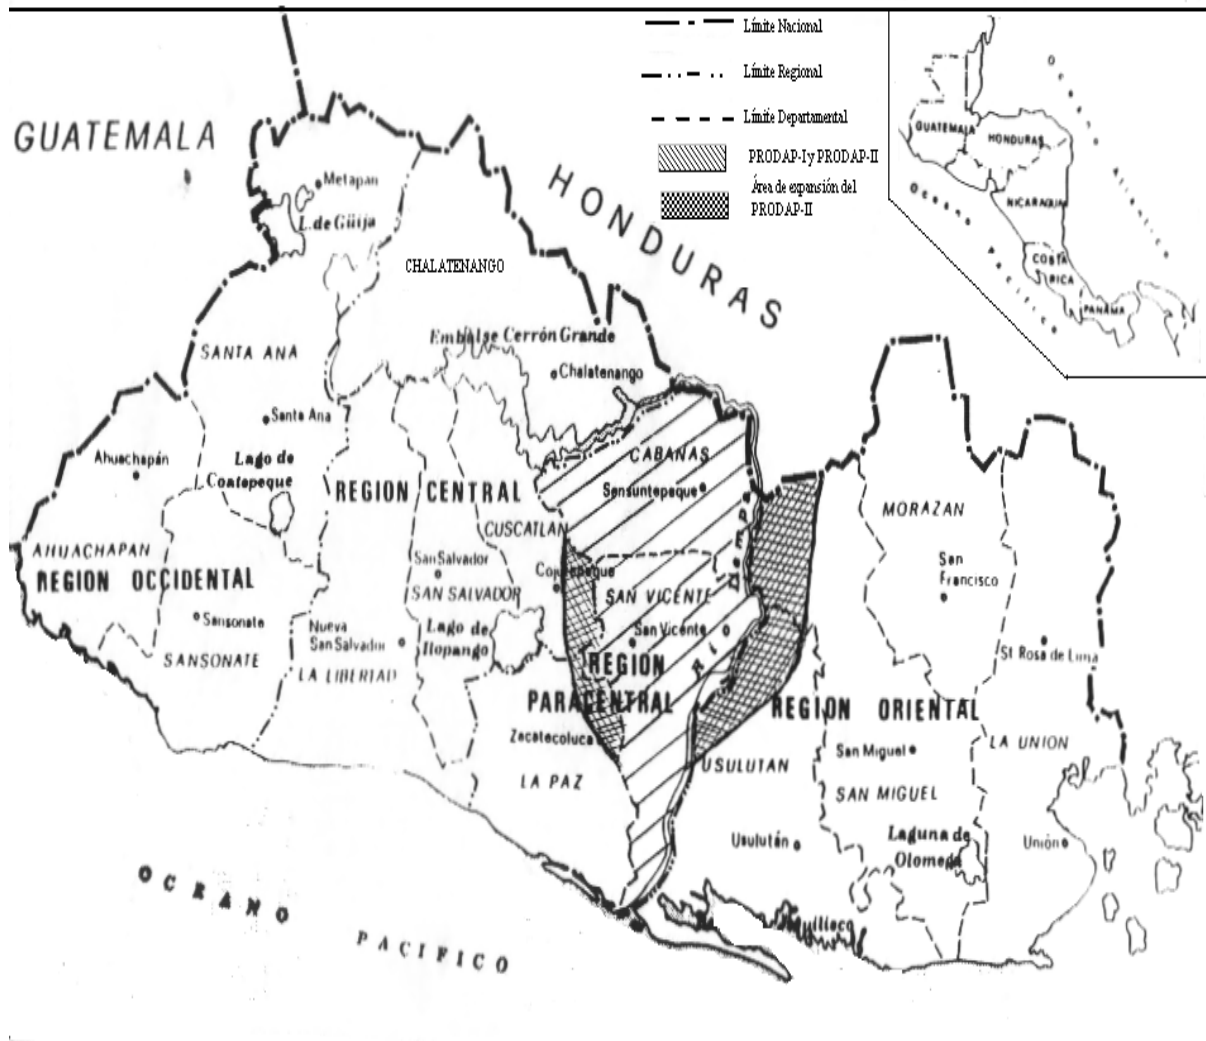 Límite Nacional
Límite Regional
Límite Departamental
PRODAP-I y PRODAP-II
Área de expansión del
PRODAP-II
GUATEMALA
HONDURAS
NICARAGUA
COSTA
RICA
PANAMA
Oceano Pacifico
GUATEMALA
HONDURAS
Metapan
L. de Güija
CHALATENANGO
Embalse Cerrón Grande
Chalatenango
SANTA ANA
Santa Ana
Ahuachapán
Lago de
Coatepeque
REGION CENTRAL
CABAÑAS
Sensuntepeque
CUSCATLAN
MORAZAN
AHUACHAPAN
REGION OCCIDENTAL
San Salvador
SAN SALVADOR
Cojutepeque
SAN VICENTE
San Vicente
Rio Lempa
San
Francisco
Sansonate
SANSONATE
Nueva
San Salvador
LA LIBERTAD
Lago de
Ilopango
REGION
PARACENTRAL
REGION ORIENTAL
St. Rosa de Lima
Zacatecoluca
LA PAZ
USULUTAN
San Miguel
SAN MIGUEL
LA UNION
Usulután
Laguna de
Olomega
Unión
OCEANO PACIFICO